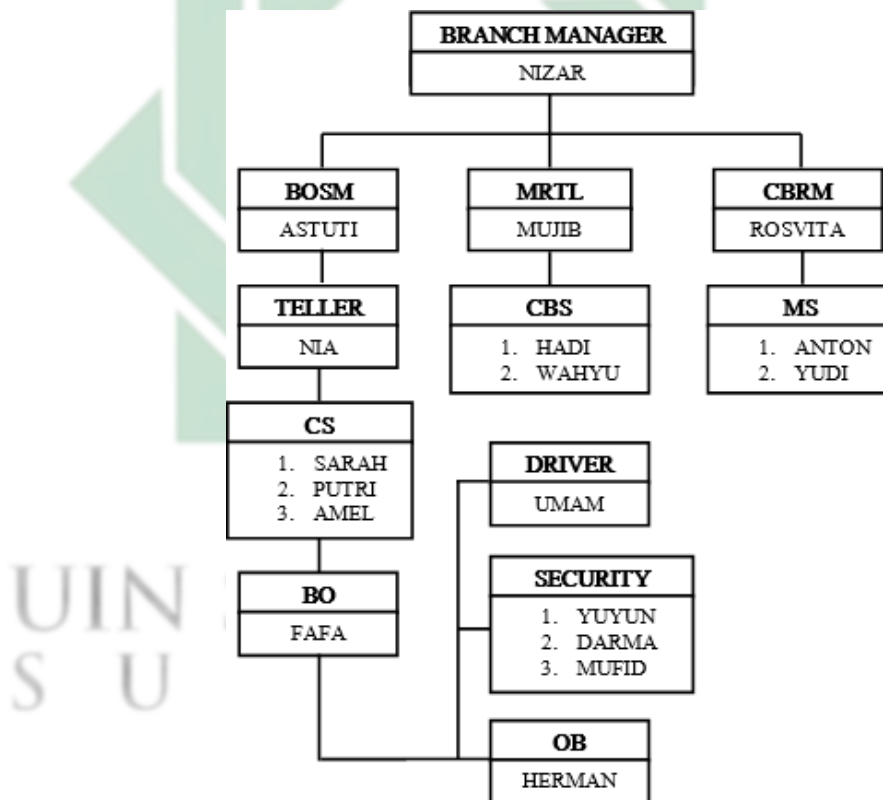 BRANCH MANAGER
NIZAR
BOSM
ASTUTI
MRTL
MUJIB
CBRM
ROSVITA
TELLER
NIA
CBS
1. HADI
2. WAHYU
MS
1. ANTON
2. YUDI
CS
1. SARAH
2. PUTRI
3. AMEL
DRIVER
UMAM
BO
FAFA
SECURITY
1. YUYUN
2. DARMA
3. MUFID
OB
HERMAN
UIN S
S U